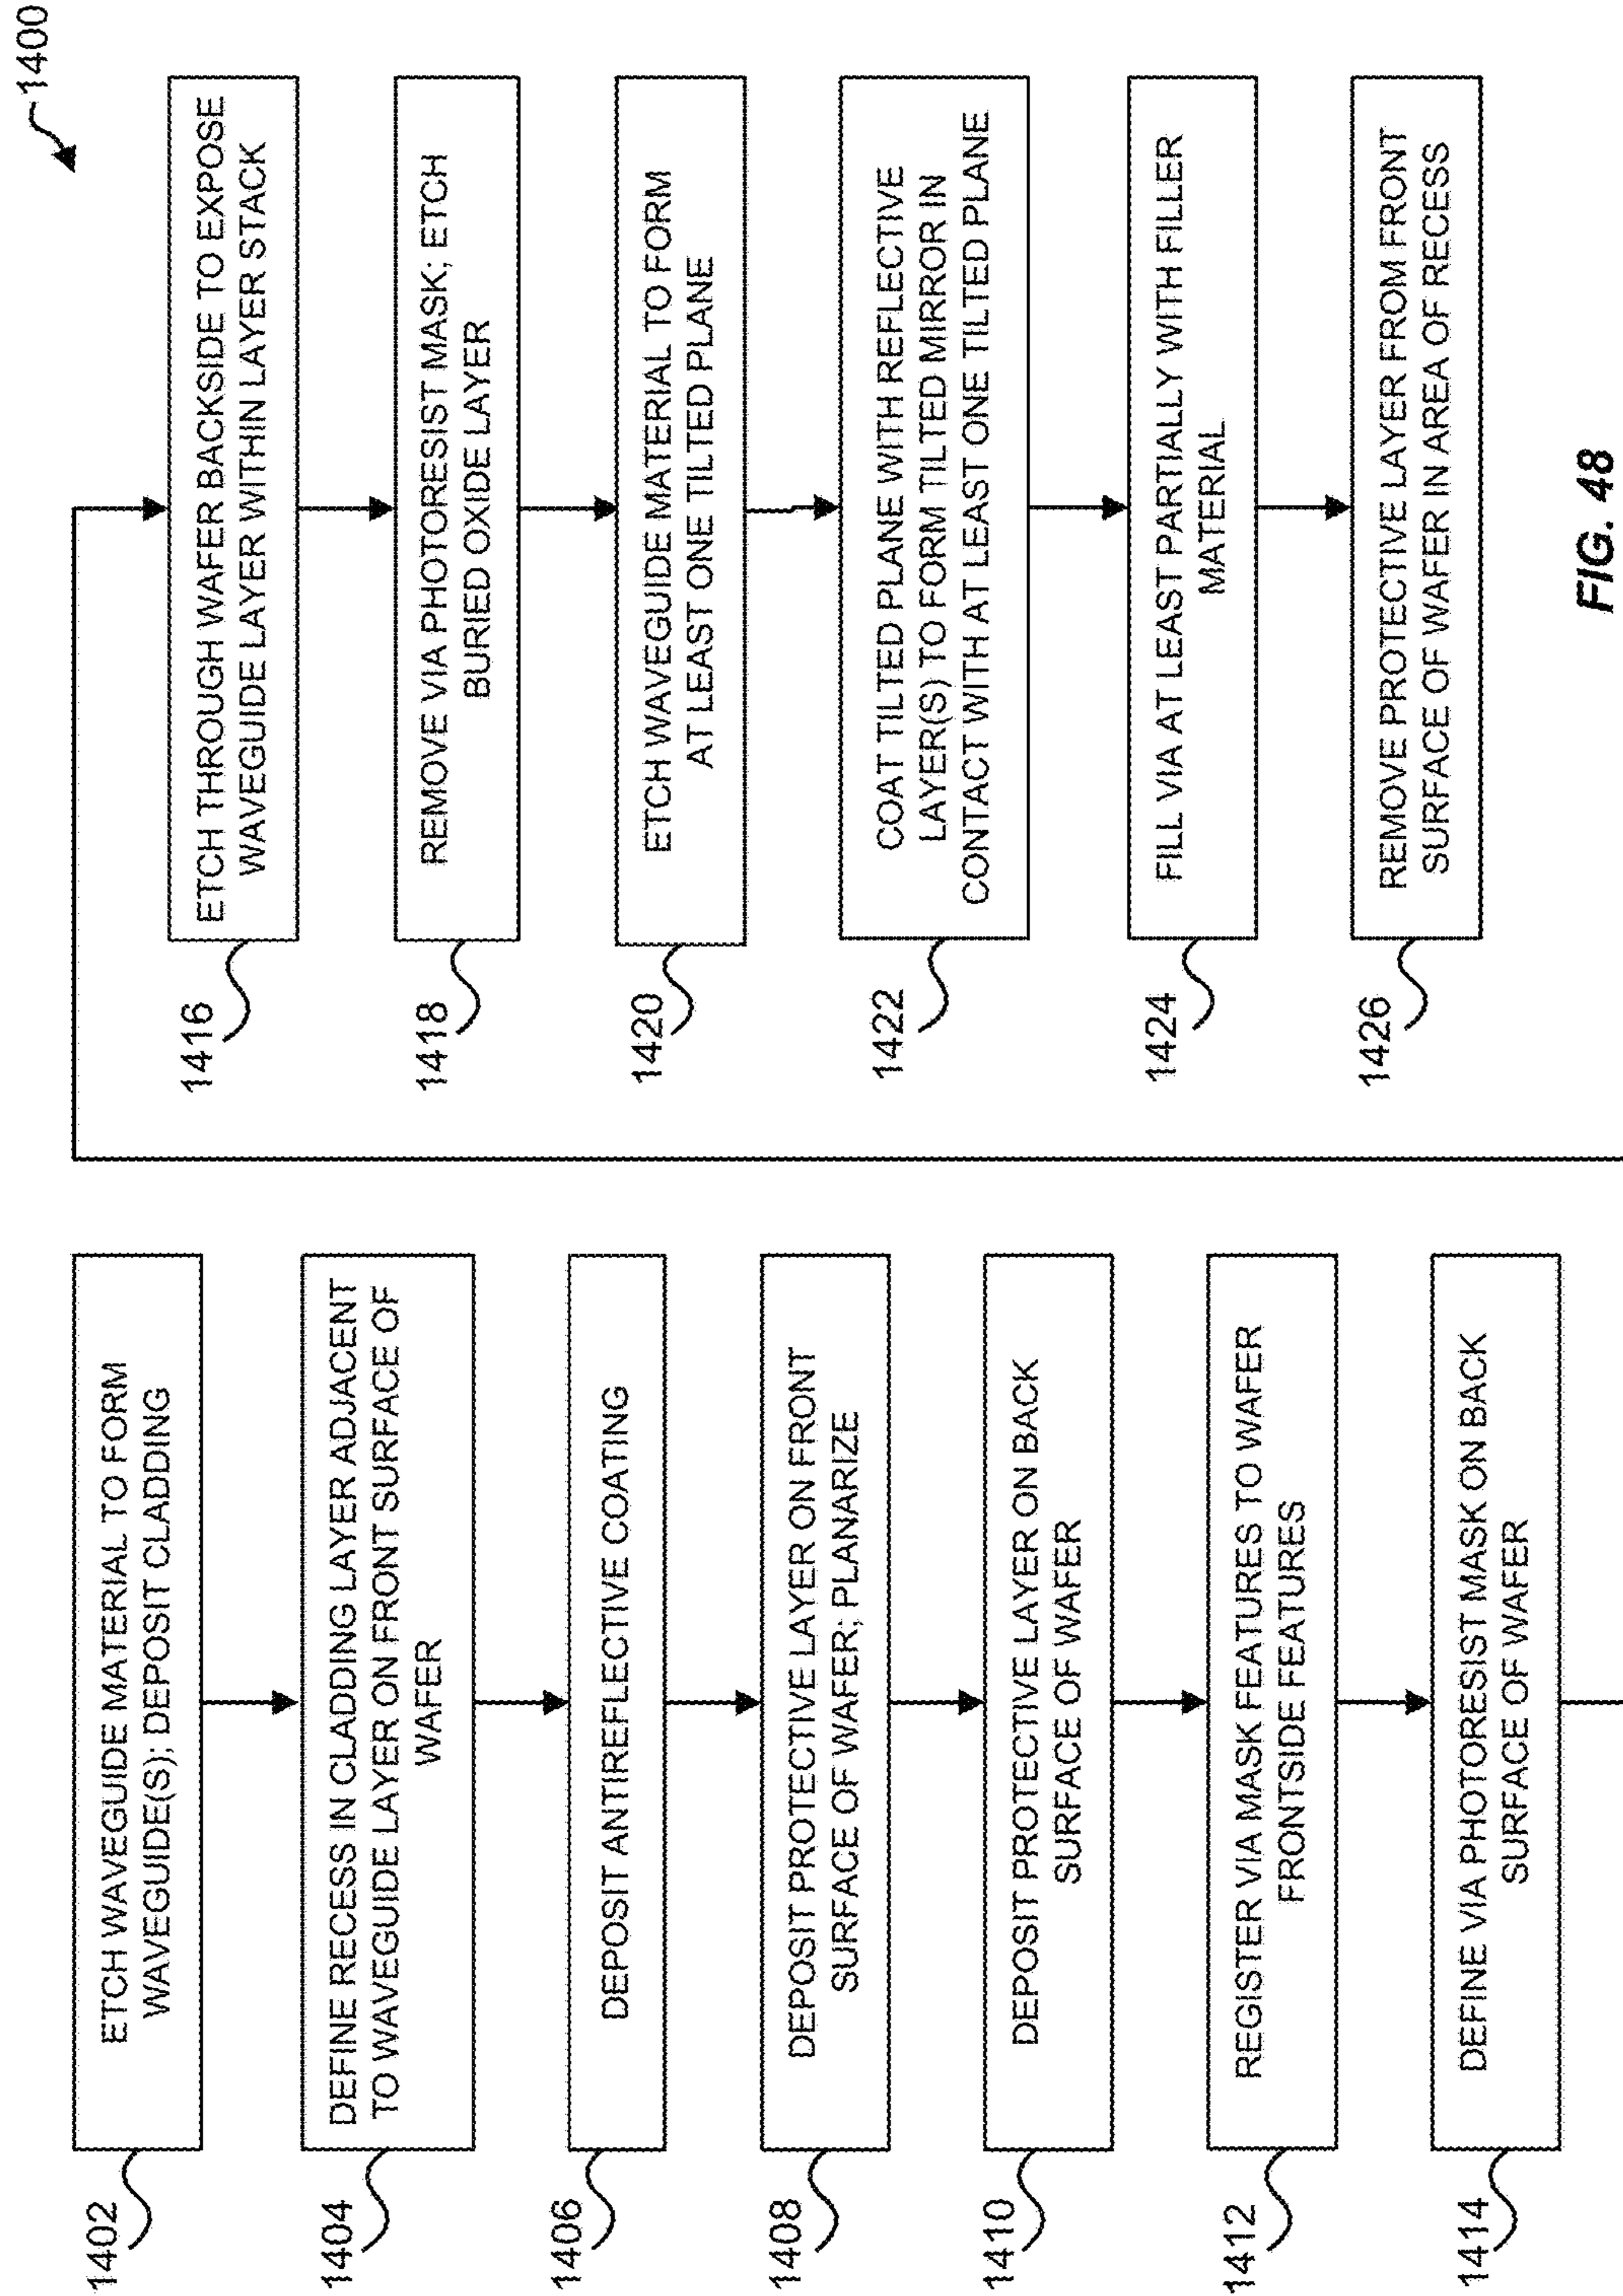 1400
1402
ETCH WAVEGUIDE MATERIAL TO FORM
WAVEGUIDE(S); DEPOSIT CLADDING
1404
DEFINE RECESS IN CLADDING LAYER ADJACENT
TO WAVEGUIDE LAYER ON FRONT SURFACE OF
WAFER
1406
DEPOSIT ANTIREFLECTIVE COATING
1408
DEPOSIT PROTECTIVE LAYER ON FRONT
SURFACE OF WAFER; PLANARIZE
1410
DEPOSIT PROTECTIVE LAYER ON BACK
SURFACE OF WAFER
1412
REGISTER VIA MASK FEATURES TO WAFER
FRONTSIDE FEATURES
1414
DEFINE VIA PHOTORESIST MASK ON BACK
SURFACE OF WAFER
1416
ETCH THROUGH WAFER BACKSIDE TO EXPOSE
WAVEGUIDE LAYER WITHIN LAYER STACK
1418
REMOVE VIA PHOTORESIST MASK; ETCH
BURIED OXIDE LAYER
1420
ETCH WAVEGUIDE MATERIAL TO FORM
AT LEAST ONE TILTED PLANE
1422
COAT TILTED PLANE WITH REFLECTIVE
LAYER(S) TO FORM TILTED MIRROR IN
CONTACT WITH AT LEAST ONE TILTED PLANE
1424
FILL VIA AT LEAST PARTIALLY WITH FILLER
MATERIAL
1426
REMOVE PROTECTIVE LAYER FROM FRONT
SURFACE OF WAFER IN AREA OF RECESS
FIG. 48